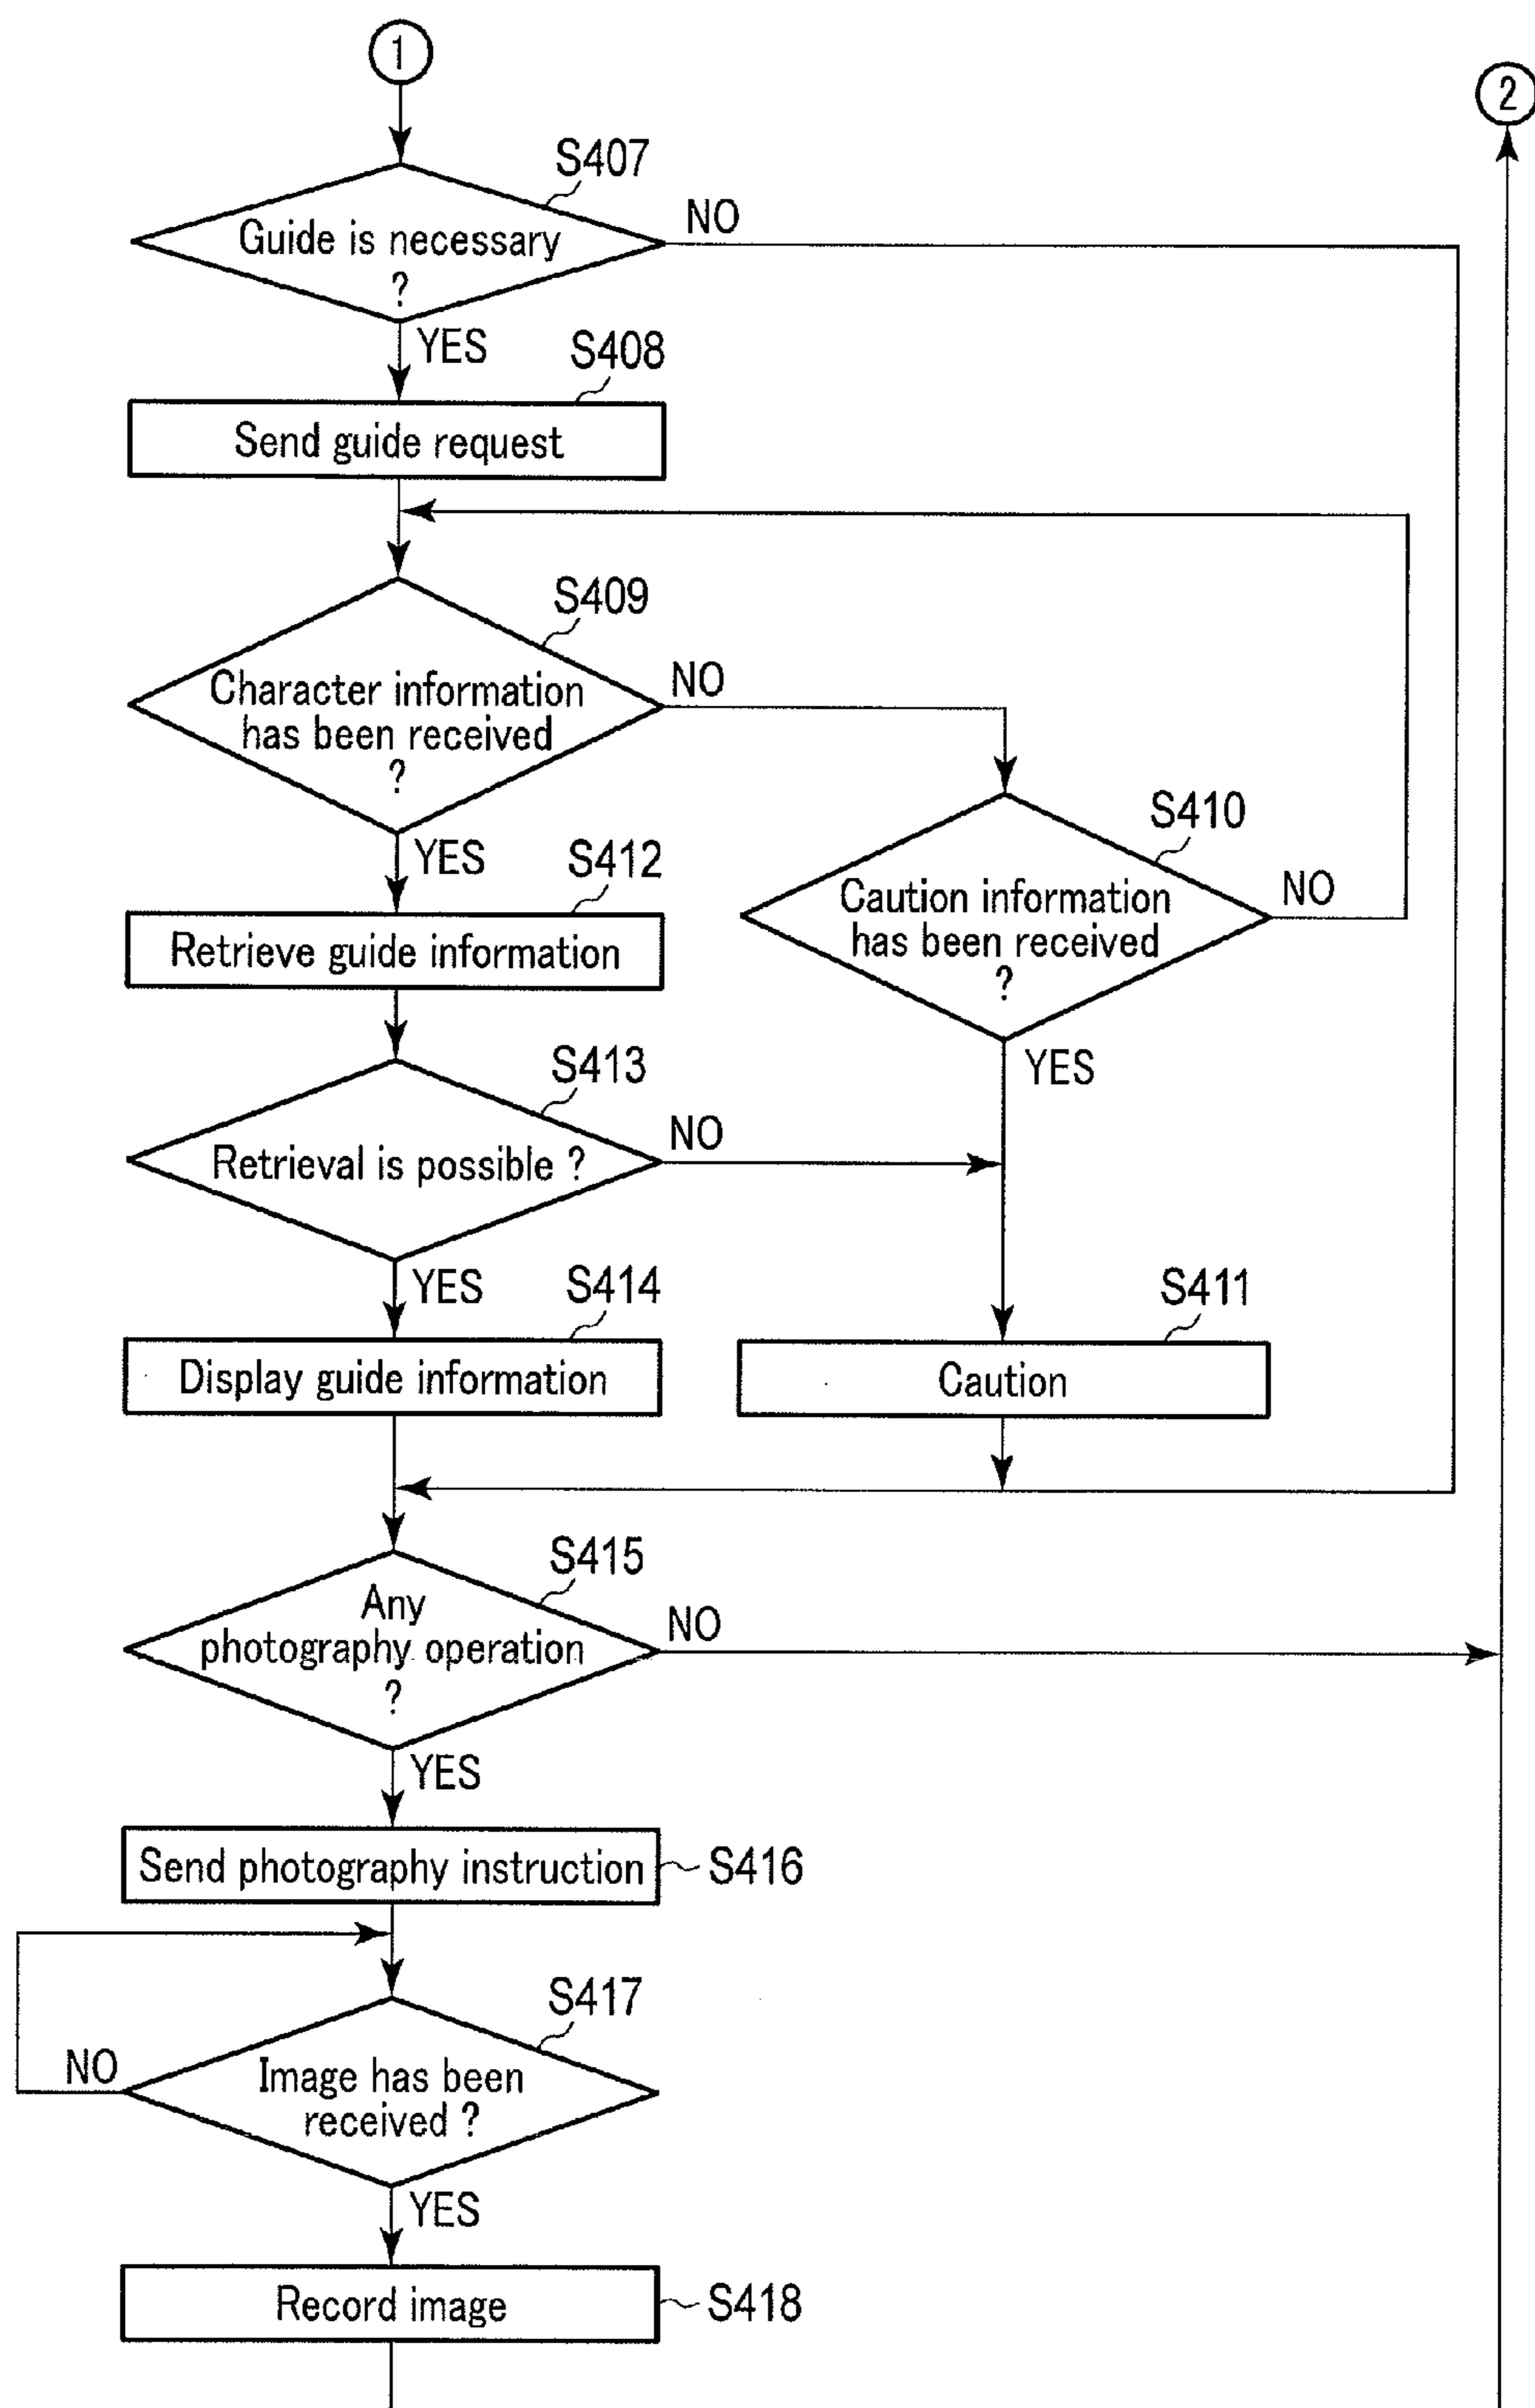 1
2
S407
Guide is necessary
?
NO
YES
S408
Send guide request
S409
Character information
has been received
?
NO
YES
S410
Caution information
has been received
?
NO
YES
S412
Retrieve guide information
S413
Retrieval is possible ?
NO
YES
S414
Display guide information
S411
Caution
S415
Any
photography operation
?
NO
YES
Send photography instruction
S416
S417
Image has been
received ?
NO
YES
Record image
S418